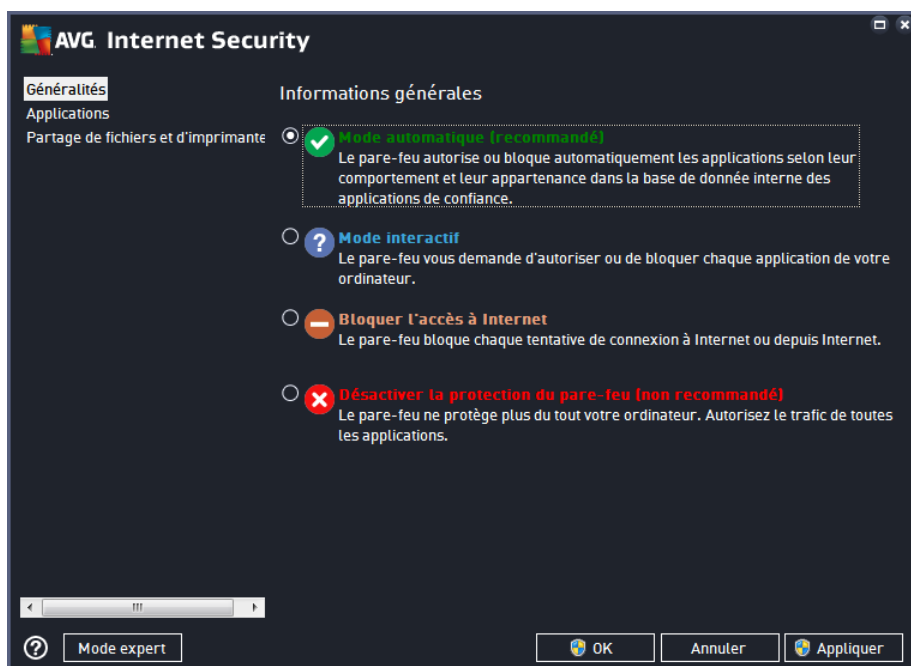 AVG. Internet Security
Généralités
Applications
Partage de fichiers et d'imprimante
Informations générales
Mode automatique (recommandé)
Le pare-feu autorise ou bloque automatiquement les applications selon leur
comportement et leur appartenance dans la base de donnée interne des
applications de confiance.
Mode interactif
Le pare-feu vous demande d'autoriser ou de bloquer chaque application de votre
ordinateur.
Bloquer l'accès à Internet
Le pare-feu bloque chaque tentative de connexion à Internet ou depuis Internet.
Désactiver la protection du pare-feu (non recommandé)
Le pare-feu ne protège plus du tout votre ordinateur. Autorisez le trafic de toutes
les applications.
Mode expert
OK
Annuler
Appliquer